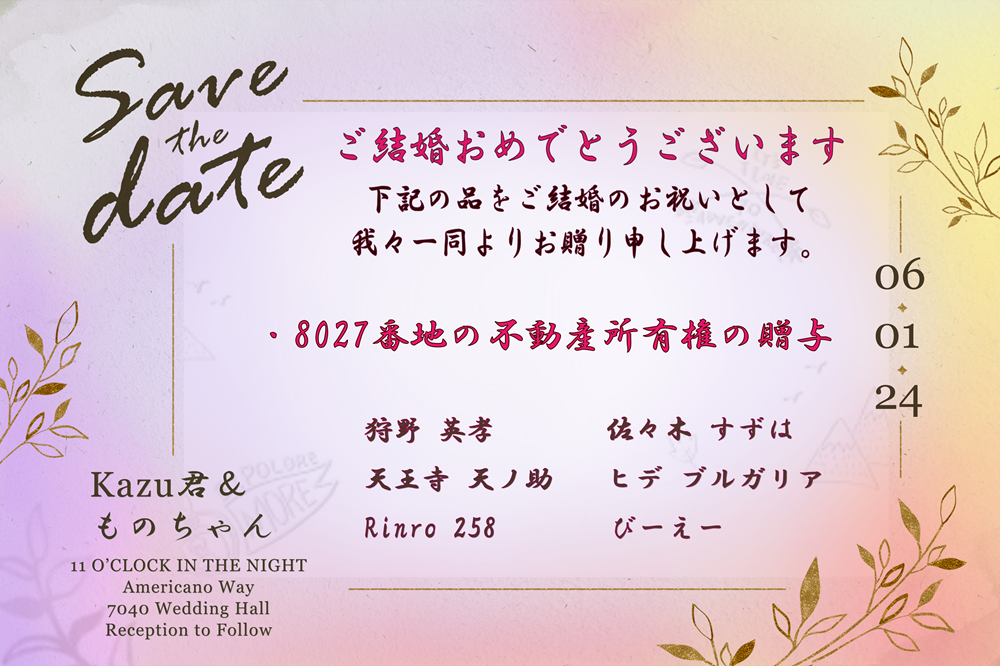 Save
the
date
ご結婚おめでとうございます
下記の品をご結婚のお祝いとして
我々一同よりお贈り申し上げます。
・8027番地の不動産所有権の贈与
06
01
24
狩野 英孝 佐々木 すずは
天王寺 天ノ助 ヒデ ブルガリア
Rinro 258 びーえー
Kazu君&
ものちゃん
11 O'CLOCK IN THE NIGHT
Americano Way
7040 Wedding Hall
Reception to Follow
DOLORE
MORE